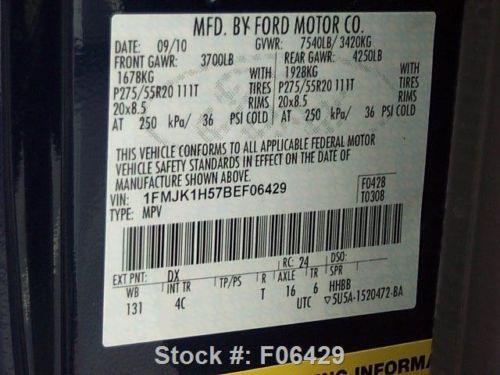 MFD. BY FORD MOTOR CO.
DATE: 09/10 GVWR: 7540LB/ 3420KG
FRONT GAWR: 3700LB REAR GAWR: 4250LB
1678KG WITH 1928KG WITH
P275/55R20 111T TIRES P275/55R20 111T TIRES
20x8.5 RIMS 20x8.5 RIMS
AT 250 kPa/ 36 PSI COLD AT 250 kPa/ 36 PSI COLD
THIS VEHICLE CONFORMS TO ALL APPLICABLE FEDERAL MOTOR
VEHICLE SAFETY STANDARDS IN EFFECT ON THE DATE OF
MANUFACTURE SHOWN ABOVE.
VIN: 1FMJK1H57BEF06429 F0428
TYPE: MPV T0308
EXT PNT: DX RC: 24 DSO:
WB INT TR TP/PS R AXLE TR SPR
131 4C T 16 6 HHBB
UTC ▽5U5A-1520472-BA
Stock #: F06429
ING INFORMA